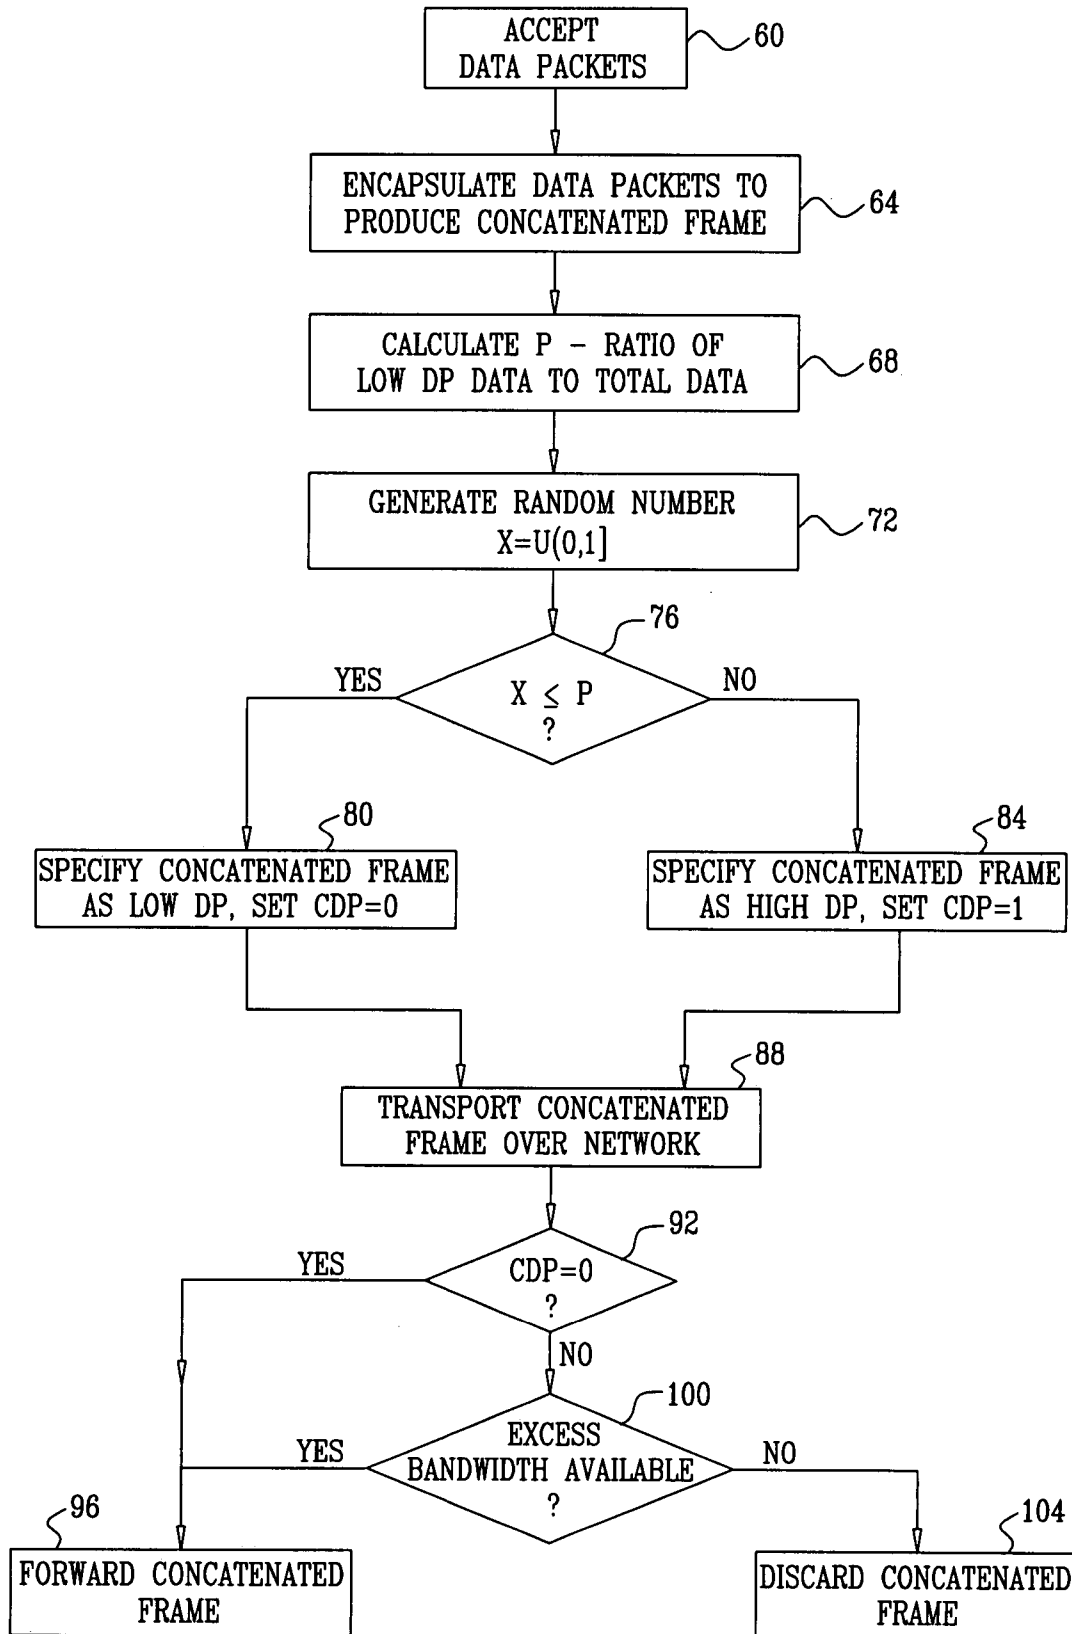 ACCEPT
DATA PACKETS
60
ENCAPSULATE DATA PACKETS TO
PRODUCE CONCATENATED FRAME
64
CALCULATE P - RATIO OF
LOW DP DATA TO TOTAL DATA
68
GENERATE RANDOM NUMBER
X=U(0,1]
72
76
YES
X ≤ P
?
NO
80
SPECIFY CONCATENATED FRAME
AS LOW DP, SET CDP=0
84
SPECIFY CONCATENATED FRAME
AS HIGH DP, SET CDP=1
88
TRANSPORT CONCATENATED
FRAME OVER NETWORK
92
YES
CDP=0
?
NO
100
YES
EXCESS
BANDWIDTH AVAILABLE
?
NO
96
FORWARD CONCATENATED
FRAME
104
DISCARD CONCATENATED
FRAME